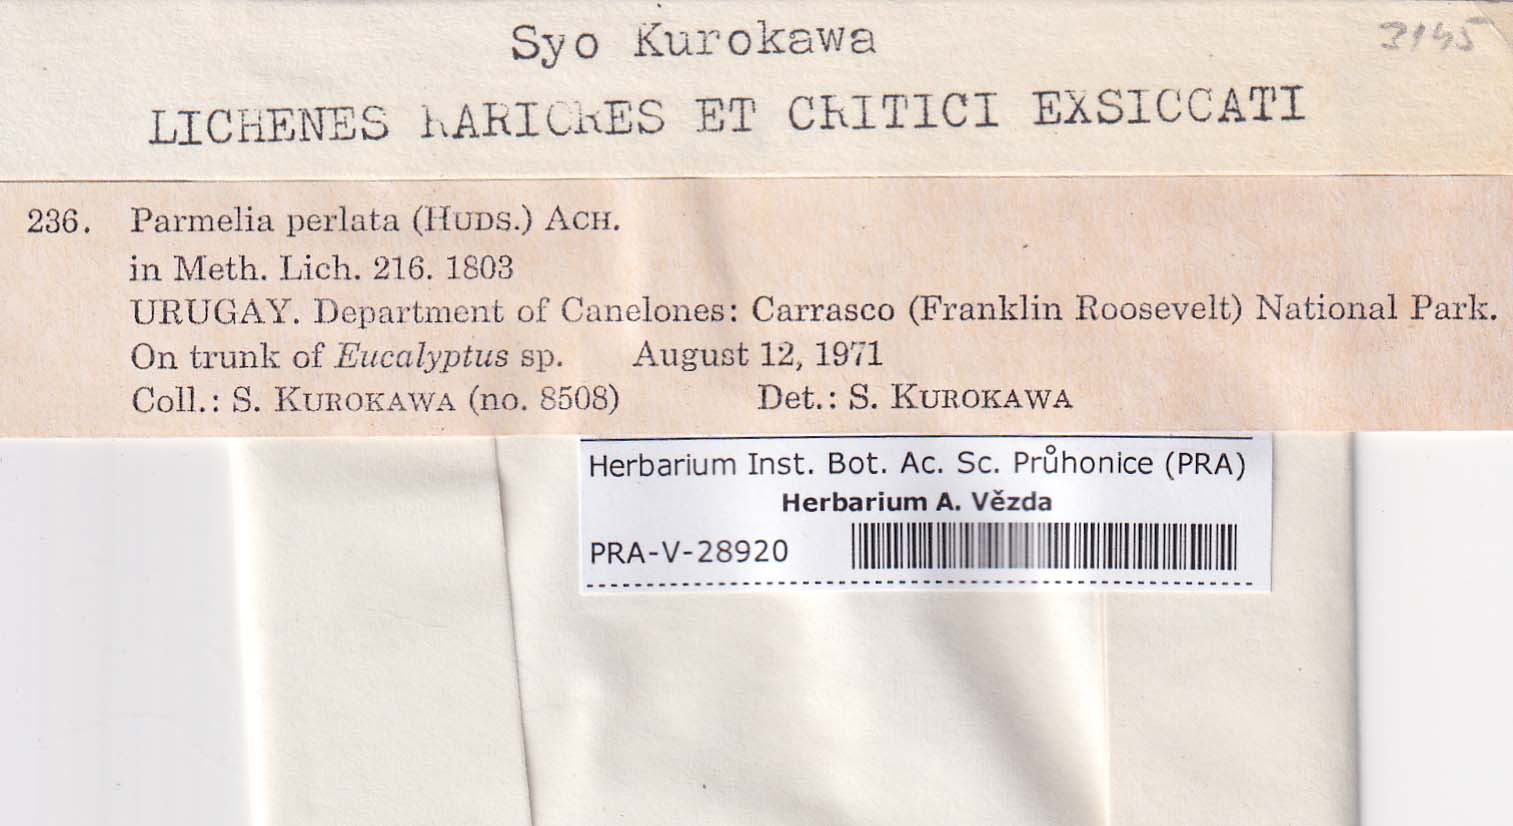 3145
Syo Kurokawa
LICHENES RARIORES ET CRITICI EXSICCATI
236. Parmelia perlata (HUDS.) ACH.
in Meth. Lich. 216. 1803
URUGAY. Department of Canelones: Carrasco (Franklin Roosevelt) National Park.
On trunk of Eucalyptus sp. August 12, 1971
Coll.: S. KUROKAWA (no. 8508) Det.: S. KUROKAWA
Herbarium Inst. Bot. Ac. Sc. Průhonice (PRA)
Herbarium A. Vězda
PRA-V-28920